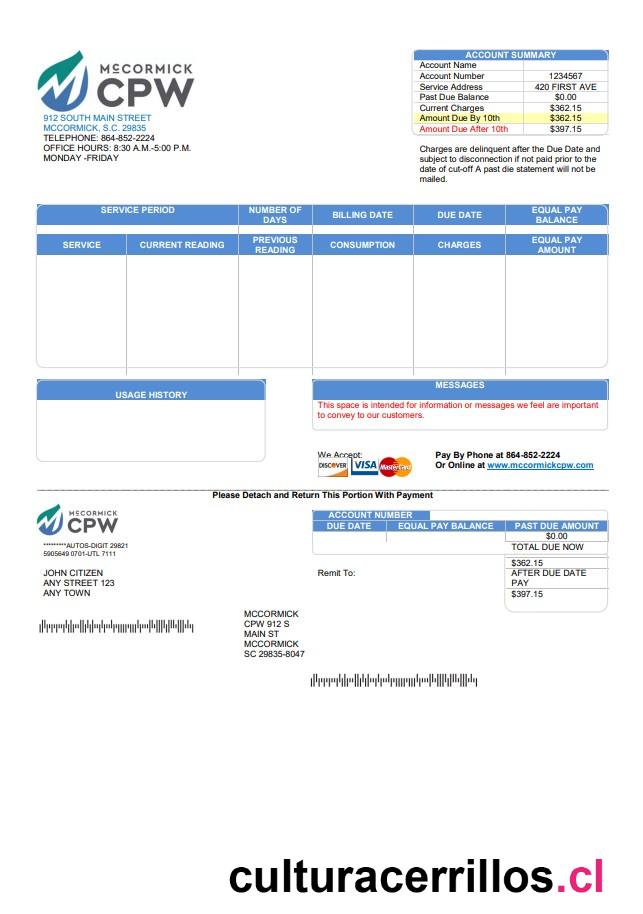 McCORMICK
CPW
912 SOUTH MAIN STREET
MCCORMICK, S.C. 29835
TELEPHONE: 864-852-2224
OFFICE HOURS: 8:30 A.M.-5:00 P.M.
MONDAY -FRIDAY
ACCOUNT SUMMARY
Account Name
Account Number 1234567
Service Address 420 FIRST AVE
Past Due Balance $0.00
Current Charges $362.15
Amount Due By 10th $362.15
Amount Due After 10th $397.15
Charges are delinquent after the Due Date and
subject to disconnection if not paid prior to the
date of cut-off A past die statement will not be
mailed.
SERVICE PERIOD NUMBER OF DAYS BILLING DATE DUE DATE EQUAL PAY BALANCE
SERVICE CURRENT READING PREVIOUS READING CONSUMPTION CHARGES EQUAL PAY AMOUNT
USAGE HISTORY
MESSAGES
This space is intended for information or messages we feel are important
to convey to our customers.
We Accept:
DISCOVER VISA MasterCard
Pay By Phone at 864-852-2224
Or Online at www.mccormickcpw.com
Please Detach and Return This Portion With Payment
McCORMICK
CPW
*********AUTOS-DIGIT 29821
5905649 0701-UTL 7111
JOHN CITIZEN
ANY STREET 123
ANY TOWN
ACCOUNT NUMBER
DUE DATE EQUAL PAY BALANCE PAST DUE AMOUNT
$0.00
TOTAL DUE NOW
$362.15
AFTER DUE DATE
PAY
$397.15
Remit To:
MCCORMICK
CPW 912 S
MAIN ST
MCCORMICK
SC 29835-8047
culturacerrillos.cl